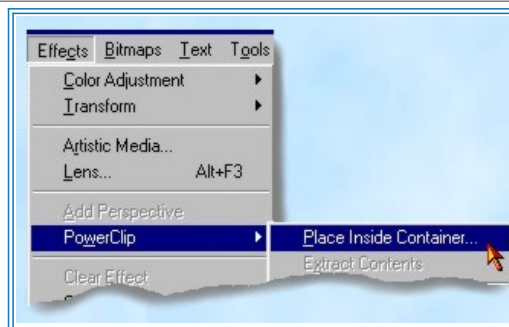 Effects Bitmaps Text Tools
Color Adjustment
Transform
Artistic Media...
Lens... Alt+F3
Add Perspective
PowerClip
Place Inside Container...
Extract Contents
Clear Effect